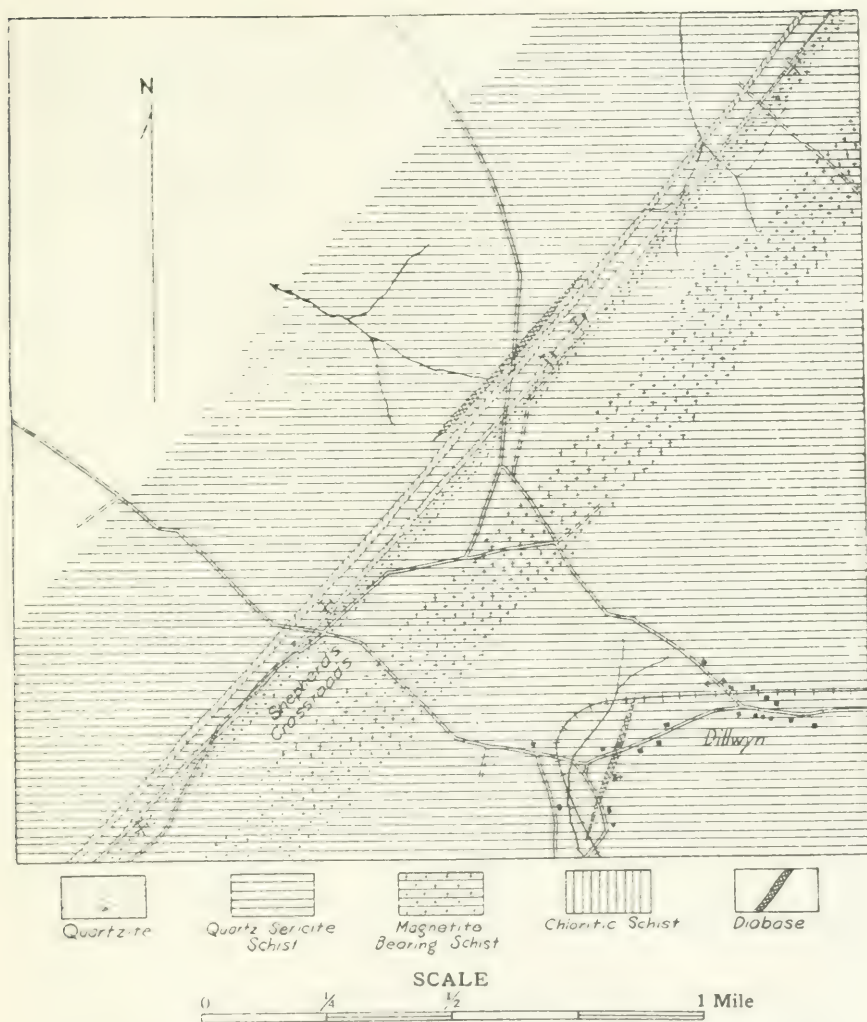 N
Shepherd's
Crossroads
Dillwyn
Quartzite
Quartz Sericite
Schist
Magnetite
Bearing Schist
Chloritic Schist
Diabase
SCALE
0 1/4 1/2 1 Mile